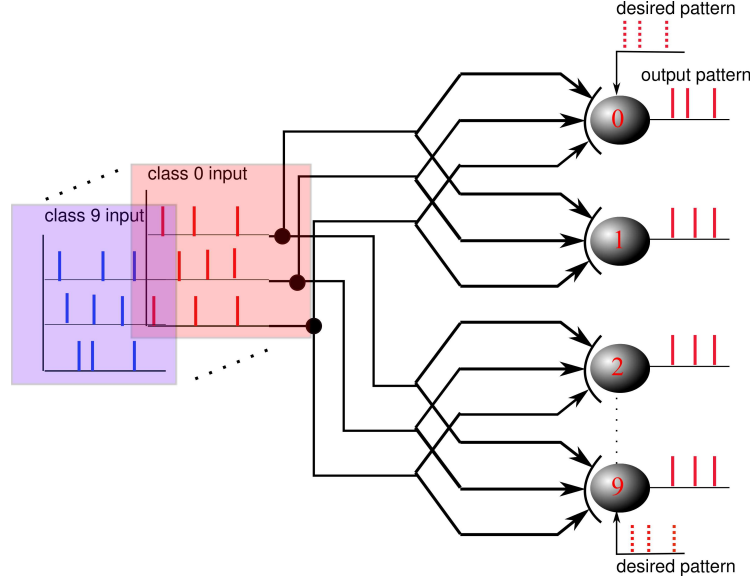 desired pattern
output pattern
0
class 0 input
class 9 input
1
2
9
desired pattern